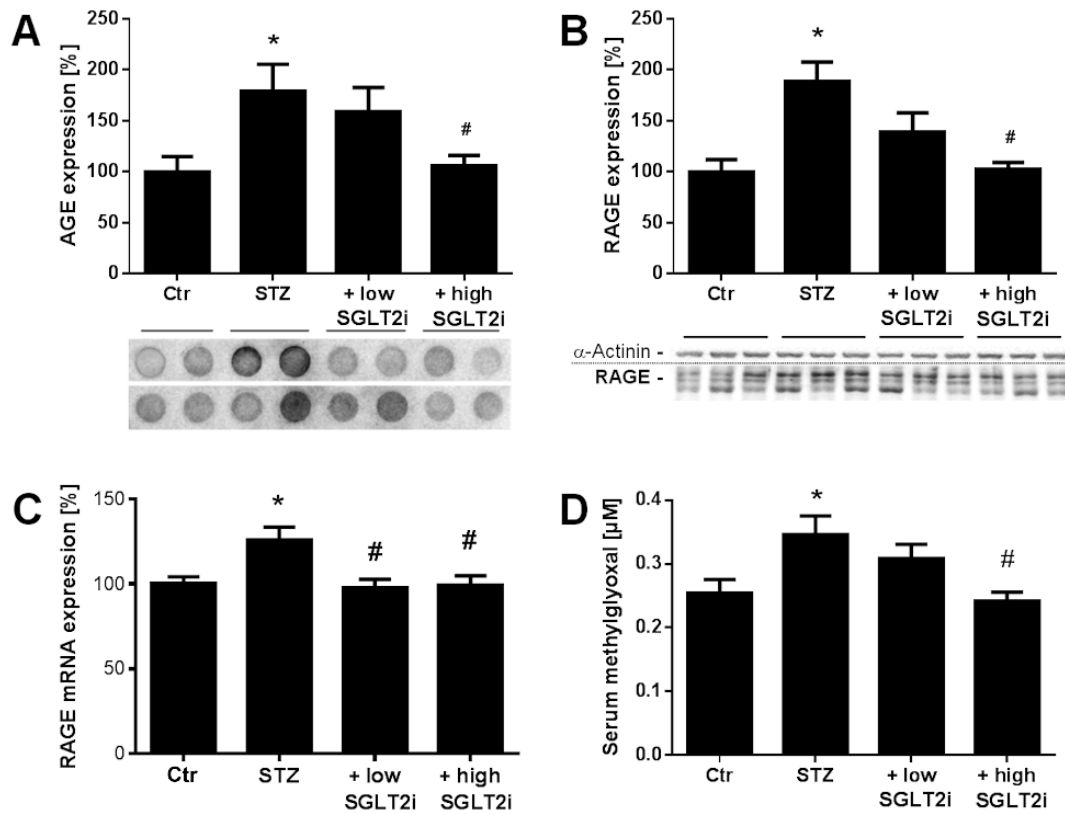 A
AGE expression [%]
250
200
150
100
50
0
*
#
Ctr
STZ
+ low
SGLT2i
+ high
SGLT2i
B
RAGE expression [%]
250
200
150
100
50
0
*
#
Ctr
STZ
+ low
SGLT2i
+ high
SGLT2i
α-Actinin -
RAGE -
C
RAGE mRNA expression [%]
150
100
50
0
*
#
#
Ctr
STZ
+ low
SGLT2i
+ high
SGLT2i
D
Serum methylglyoxal [µM]
0.4
0.3
0.2
0.1
0.0
*
#
Ctr
STZ
+ low
SGLT2i
+ high
SGLT2i